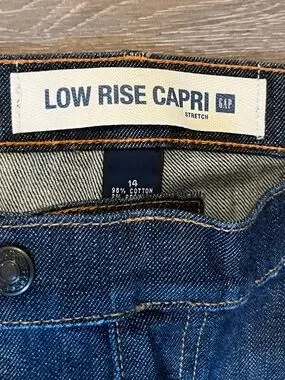 LOW RISE CAPRI GAP
STRETCH
14
98% COTTON